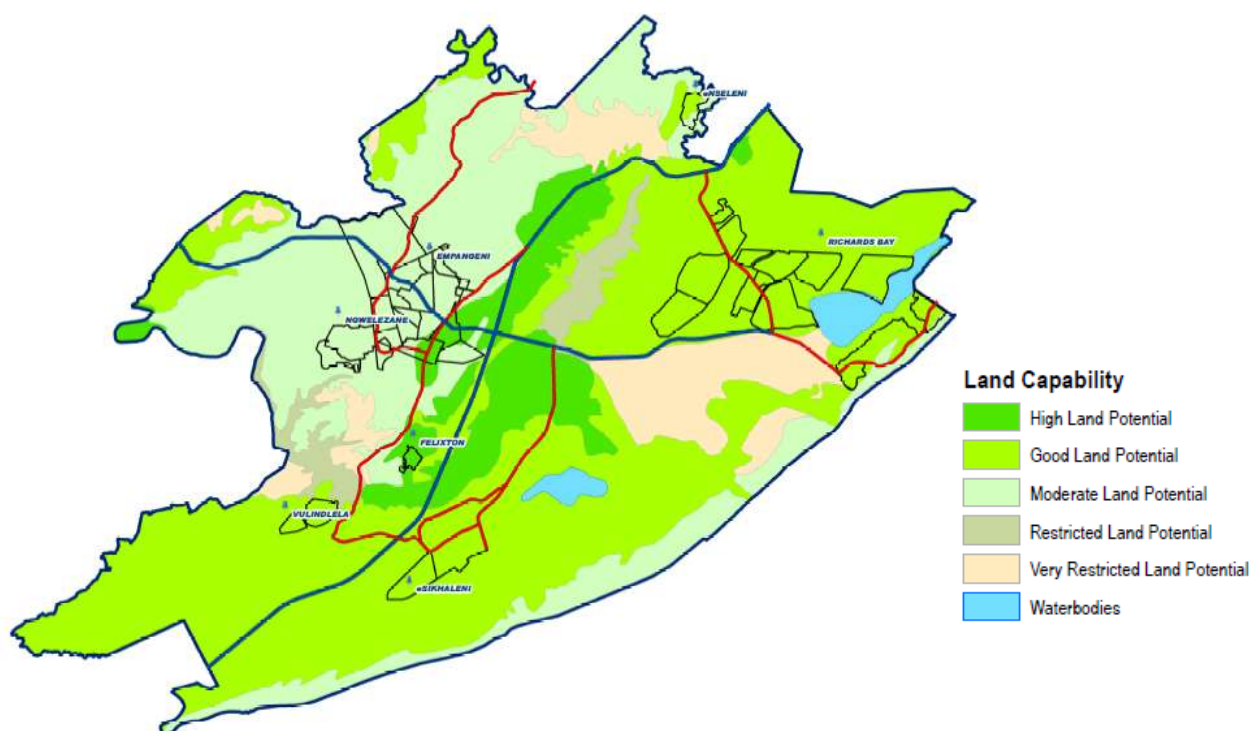 NSELENI
RICHARDS BAY
EMPANGENI
NGWELEZANE
FELIXTON
VULINDLELA
eSIKHALENI
Land Capability
High Land Potential
Good Land Potential
Moderate Land Potential
Restricted Land Potential
Very Restricted Land Potential
Waterbodies